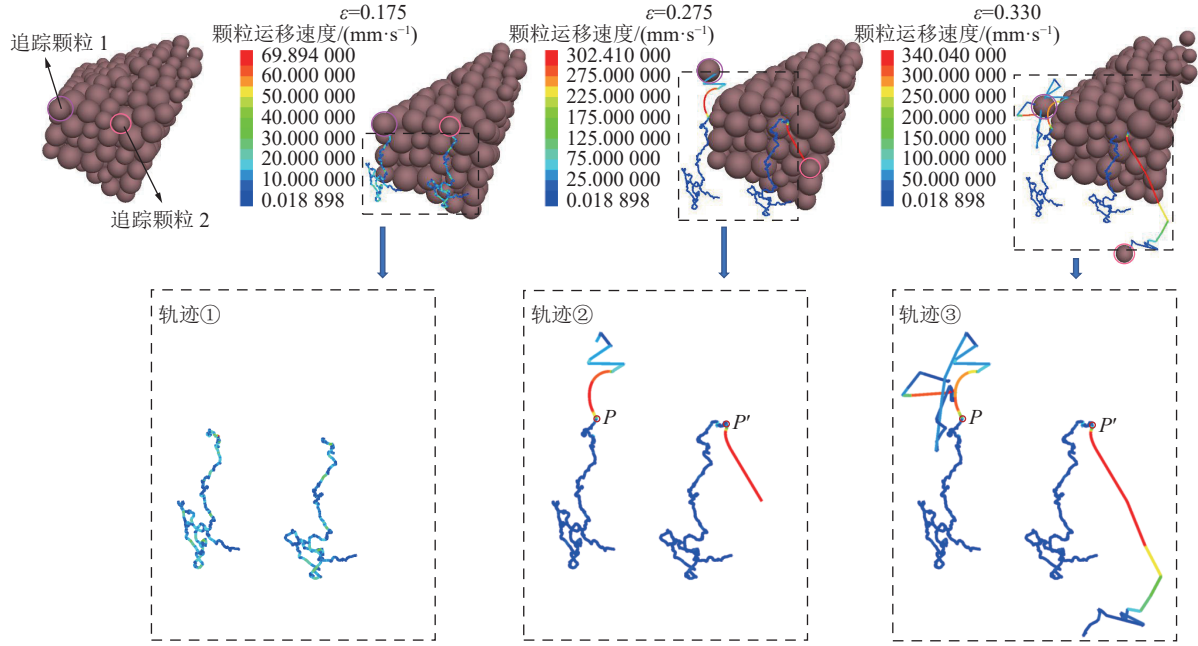 追踪颗粒 1
追踪颗粒 2
ε=0.175
颗粒运移速度/(mm·s⁻¹)
69.894 000
60.000 000
50.000 000
40.000 000
30.000 000
20.000 000
10.000 000
0.018 898
ε=0.275
颗粒运移速度/(mm·s⁻¹)
302.410 000
275.000 000
225.000 000
175.000 000
125.000 000
75.000 000
25.000 000
0.018 898
ε=0.330
颗粒运移速度/(mm·s⁻¹)
340.040 000
300.000 000
250.000 000
200.000 000
150.000 000
100.000 000
50.000 000
0.018 898
轨迹①
轨迹②
P
P′
轨迹③
P
P′